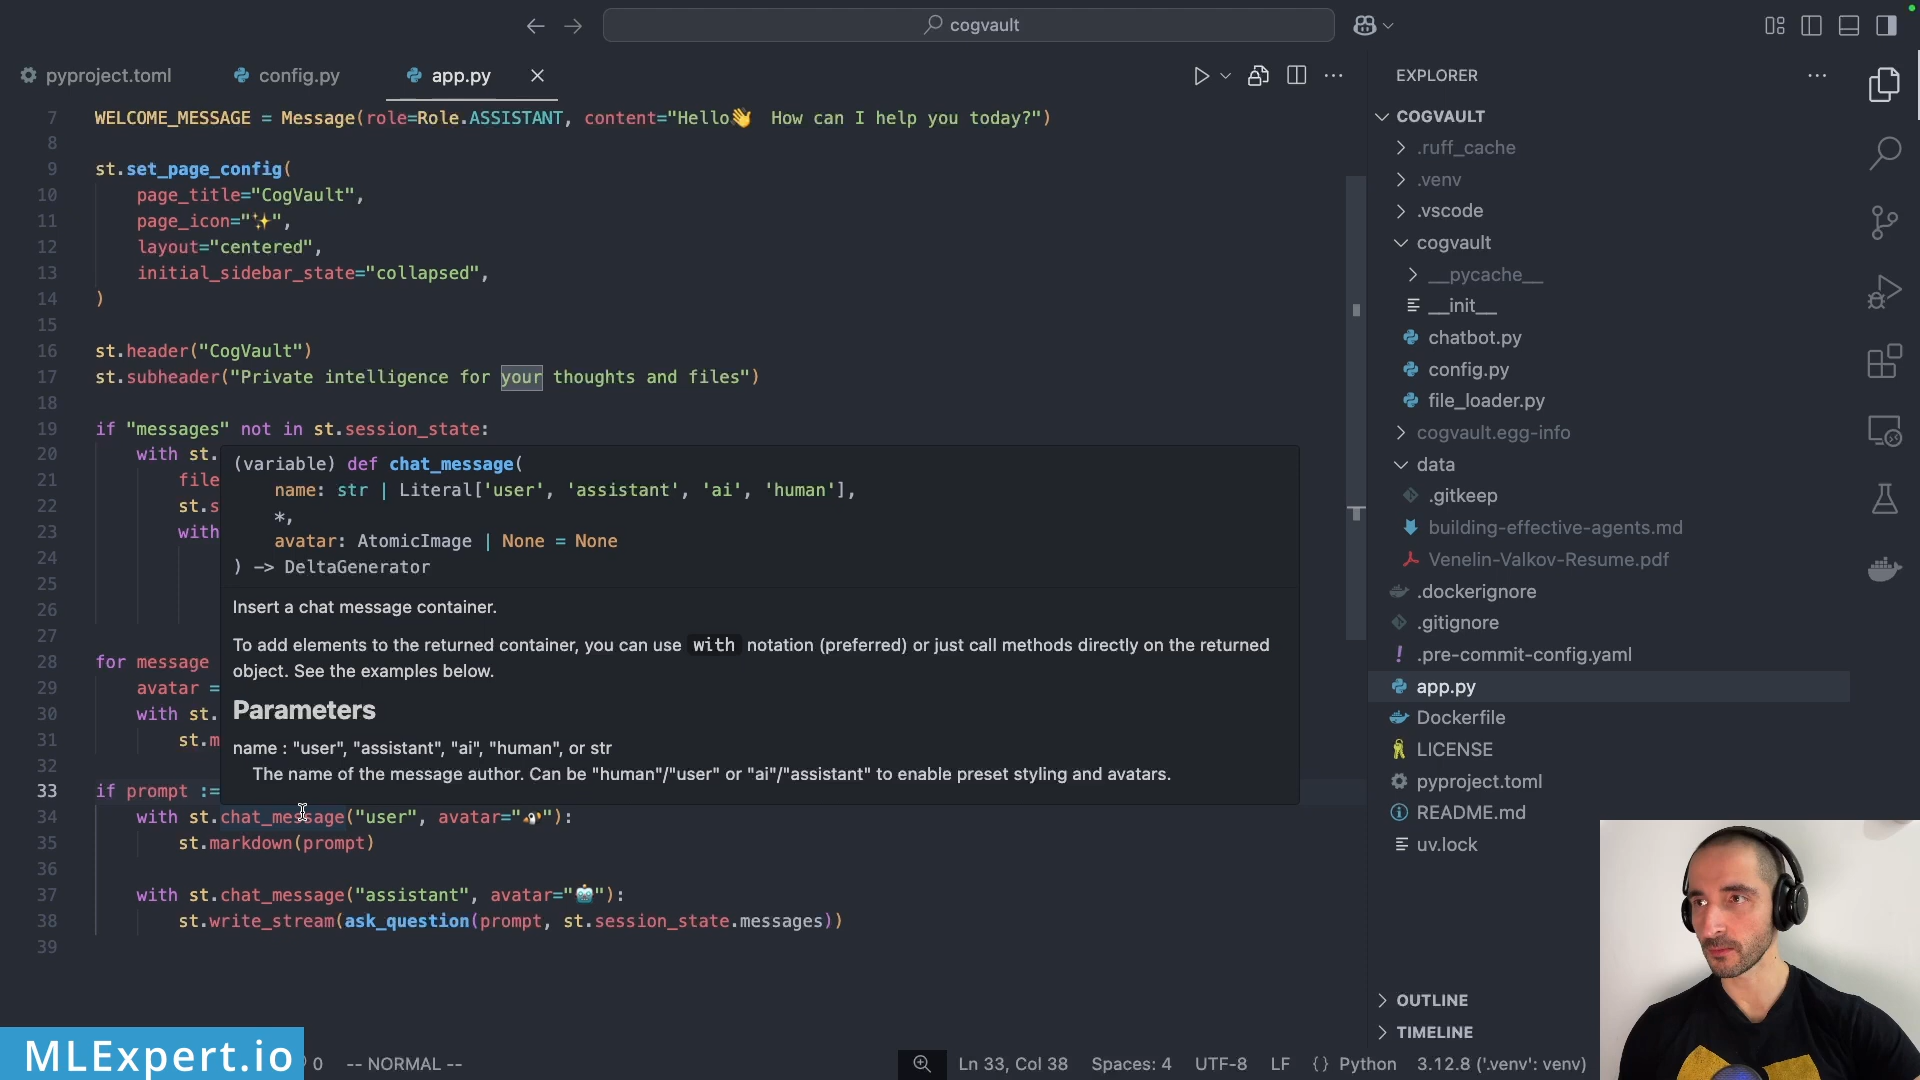 cogvault
pyproject.toml
config.py
app.py
7 WELCOME_MESSAGE = Message(role=Role.ASSISTANT, content="Hello👋  How can I help you today?")
8
9 st.set_page_config(
10 page_title="CogVault",
11 page_icon="✨",
12 layout="centered",
13 initial_sidebar_state="collapsed",
14 )
15
16 st.header("CogVault")
17 st.subheader("Private intelligence for your thoughts and files")
18
19 if "messages" not in st.session_state:
20 with st.
21 file
22 st.s
23 with
24
25
26
27
28 for message
29 avatar =
30 with st.
31 st.m
32
33 if prompt :=
(variable) def chat_message(
name: str | Literal['user', 'assistant', 'ai', 'human'],
*,
avatar: AtomicImage | None = None
) -> DeltaGenerator
Insert a chat message container.
To add elements to the returned container, you can use with notation (preferred) or just call methods directly on the returned
object. See the examples below.
Parameters
name : "user", "assistant", "ai", "human", or str
The name of the message author. Can be "human"/"user" or "ai"/"assistant" to enable preset styling and avatars.
34 with st.chat_message("user", avatar=""):
35 st.markdown(prompt)
36
37 with st.chat_message("assistant", avatar="🤖"):
38 st.write_stream(ask_question(prompt, st.session_state.messages))
39
EXPLORER
COGVAULT
.ruff_cache
.venv
.vscode
cogvault
__pycache__
__init__
chatbot.py
config.py
file_loader.py
cogvault.egg-info
data
.gitkeep
building-effective-agents.md
Venelin-Valkov-Resume.pdf
.dockerignore
.gitignore
.pre-commit-config.yaml
app.py
Dockerfile
LICENSE
pyproject.toml
README.md
uv.lock
OUTLINE
TIMELINE
MLExpert.io
0
-- NORMAL --
Ln 33, Col 38
Spaces: 4
UTF-8
LF
{} Python
3.12.8 ('.venv': venv)